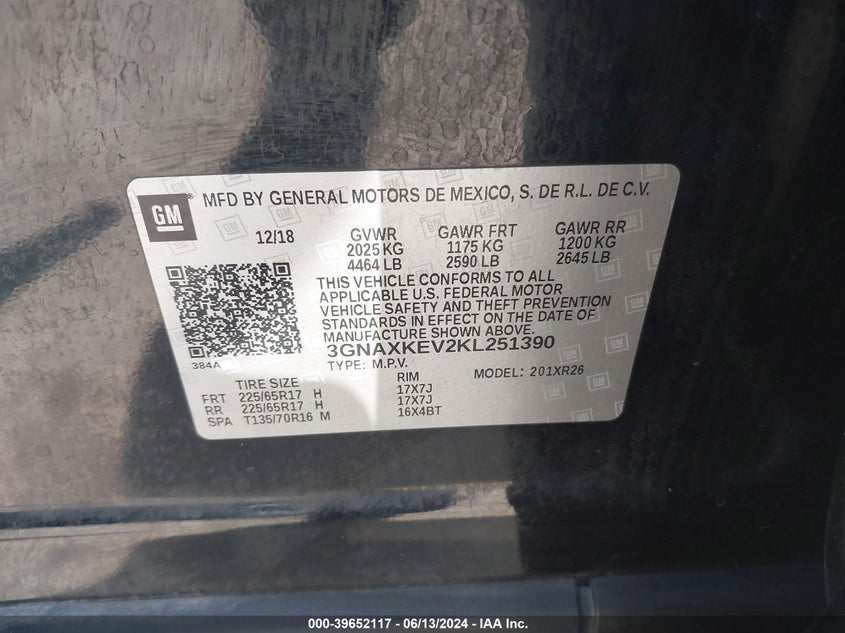 GM MFD BY GENERAL MOTORS DE MEXICO, S. DE R.L. DE C.V.
12/18 GVWR GAWR FRT GAWR RR
2025 KG 1175 KG 1200 KG
4464 LB 2590 LB 2645 LB
THIS VEHICLE CONFORMS TO ALL
APPLICABLE U.S. FEDERAL MOTOR
VEHICLE SAFETY AND THEFT PREVENTION
STANDARDS IN EFFECT ON THE DATE OF
MANUFACTURE SHOWN ABOVE.
3GNAXKEV2KL251390
384A TYPE: M.P.V. MODEL: 201XR26
TIRE SIZE RIM
FRT 225/65R17 H 17X7J
RR 225/65R17 H 17X7J
SPA T135/70R16 M 16X4BT
000-39652117 - 06/13/2024 - IAA Inc.